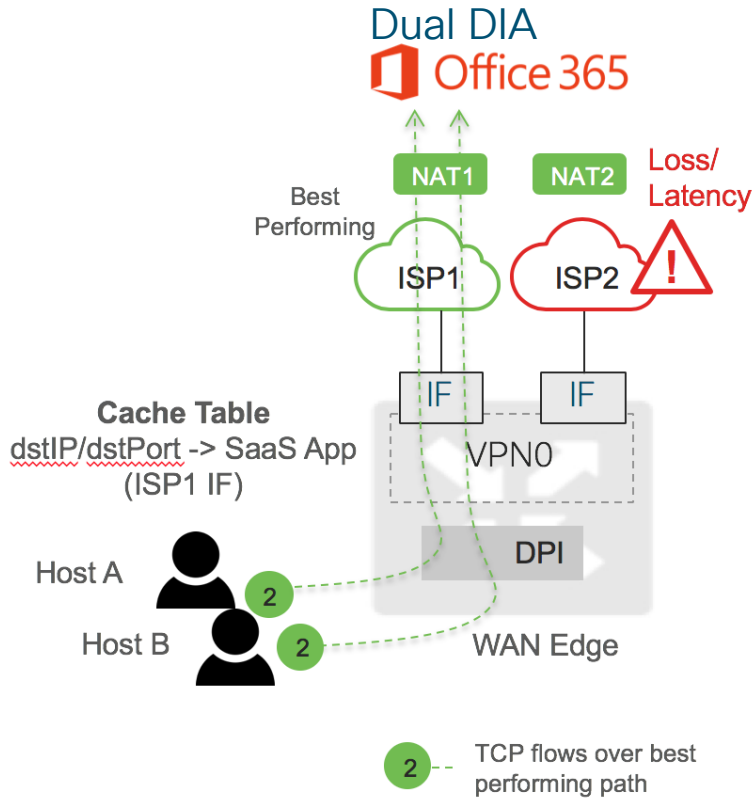 Dual DIA
Office 365
NAT1
NAT2
Loss/
Latency
Best
Performing
ISP1
ISP2
!
IF
IF
Cache Table
dstIP/dstPort -> SaaS App
(ISP1 IF)
VPN0
DPI
Host A
2
Host B
2
WAN Edge
2
TCP flows over best
performing path